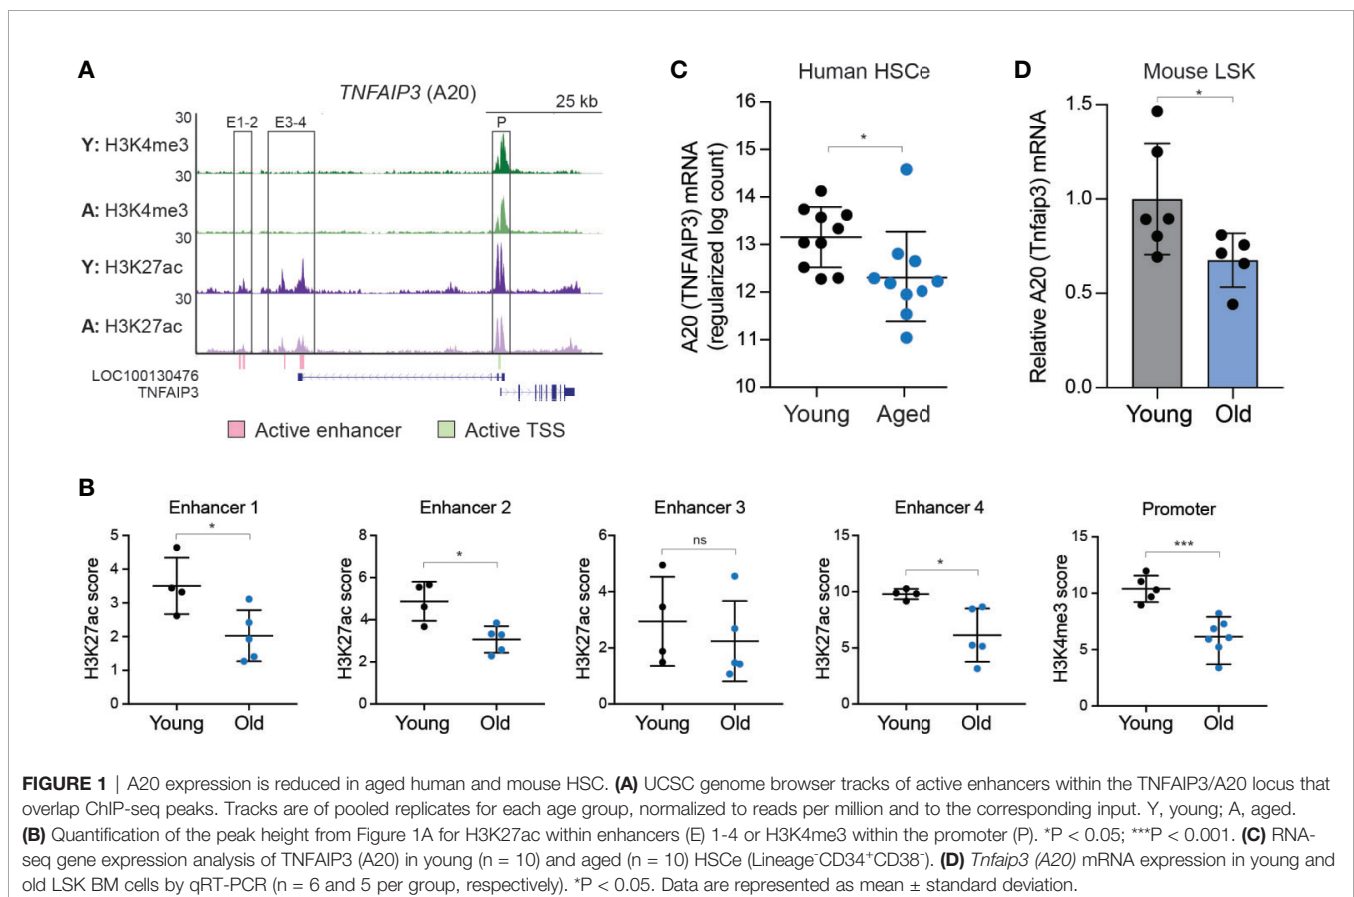 A
TNFAIP3 (A20)
25 kb
30
E1-2
E3-4
P
Y: H3K4me3
30
A: H3K4me3
30
Y: H3K27ac
30
A: H3K27ac
LOC100130476
TNFAIP3
Active enhancer
Active TSS
C
Human HSCe
A20 (TNFAIP3) mRNA
(regularized log count)
16
15
14
13
12
11
10
*
Young
Aged
D
Mouse LSK
Relative A20 (Tnfaip3) mRNA
1.5
1.0
0.5
0.0
*
Young
Old
B
Enhancer 1
H3K27ac score
5
4
3
2
1
0
*
Young
Old
Enhancer 2
H3K27ac score
8
6
4
2
0
*
Young
Old
Enhancer 3
H3K27ac score
6
4
2
0
ns
Young
Old
Enhancer 4
H3K27ac score
15
10
5
0
*
Young
Old
Promoter
H3K4me3 score
15
10
5
0
***
Young
Old
FIGURE 1 | A20 expression is reduced in aged human and mouse HSC. (A) UCSC genome browser tracks of active enhancers within the TNFAIP3/A20 locus that
overlap ChIP-seq peaks. Tracks are of pooled replicates for each age group, normalized to reads per million and to the corresponding input. Y, young; A, aged.
(B) Quantification of the peak height from Figure 1A for H3K27ac within enhancers (E) 1-4 or H3K4me3 within the promoter (P). *P < 0.05; ***P < 0.001. (C) RNA-
seq gene expression analysis of TNFAIP3 (A20) in young (n = 10) and aged (n = 10) HSCe (Lineage⁻CD34⁺CD38⁻). (D) Tnfaip3 (A20) mRNA expression in young and
old LSK BM cells by qRT-PCR (n = 6 and 5 per group, respectively). *P < 0.05. Data are represented as mean ± standard deviation.